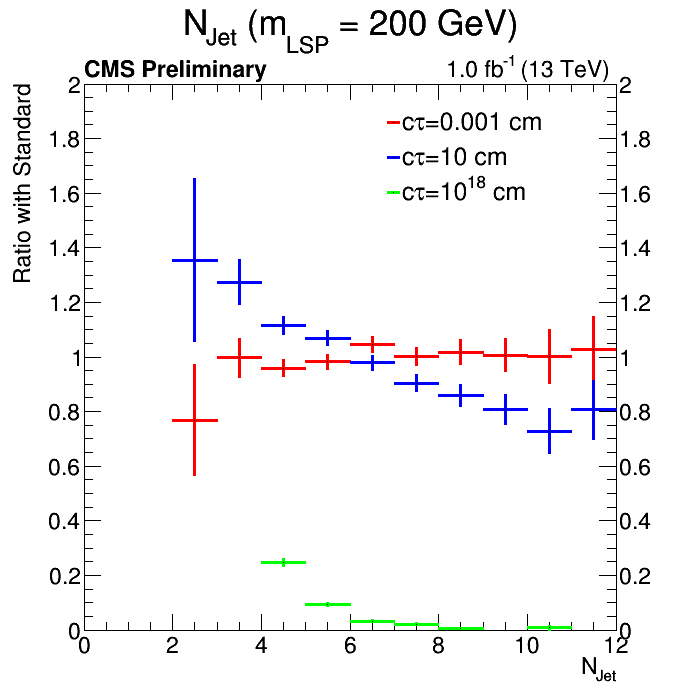 N_Jet (m_LSP = 200 GeV)
CMS Preliminary
1.0 fb⁻¹ (13 TeV)
Ratio with Standard
cτ=0.001 cm
cτ=10 cm
cτ=10¹⁸ cm
2 2
1.8 1.8
1.6 1.6
1.4 1.4
1.2 1.2
1 1
0.8 0.8
0.6 0.6
0.4 0.4
0.2 0.2
0 0
0 2 4 6 8 10 12
N_Jet